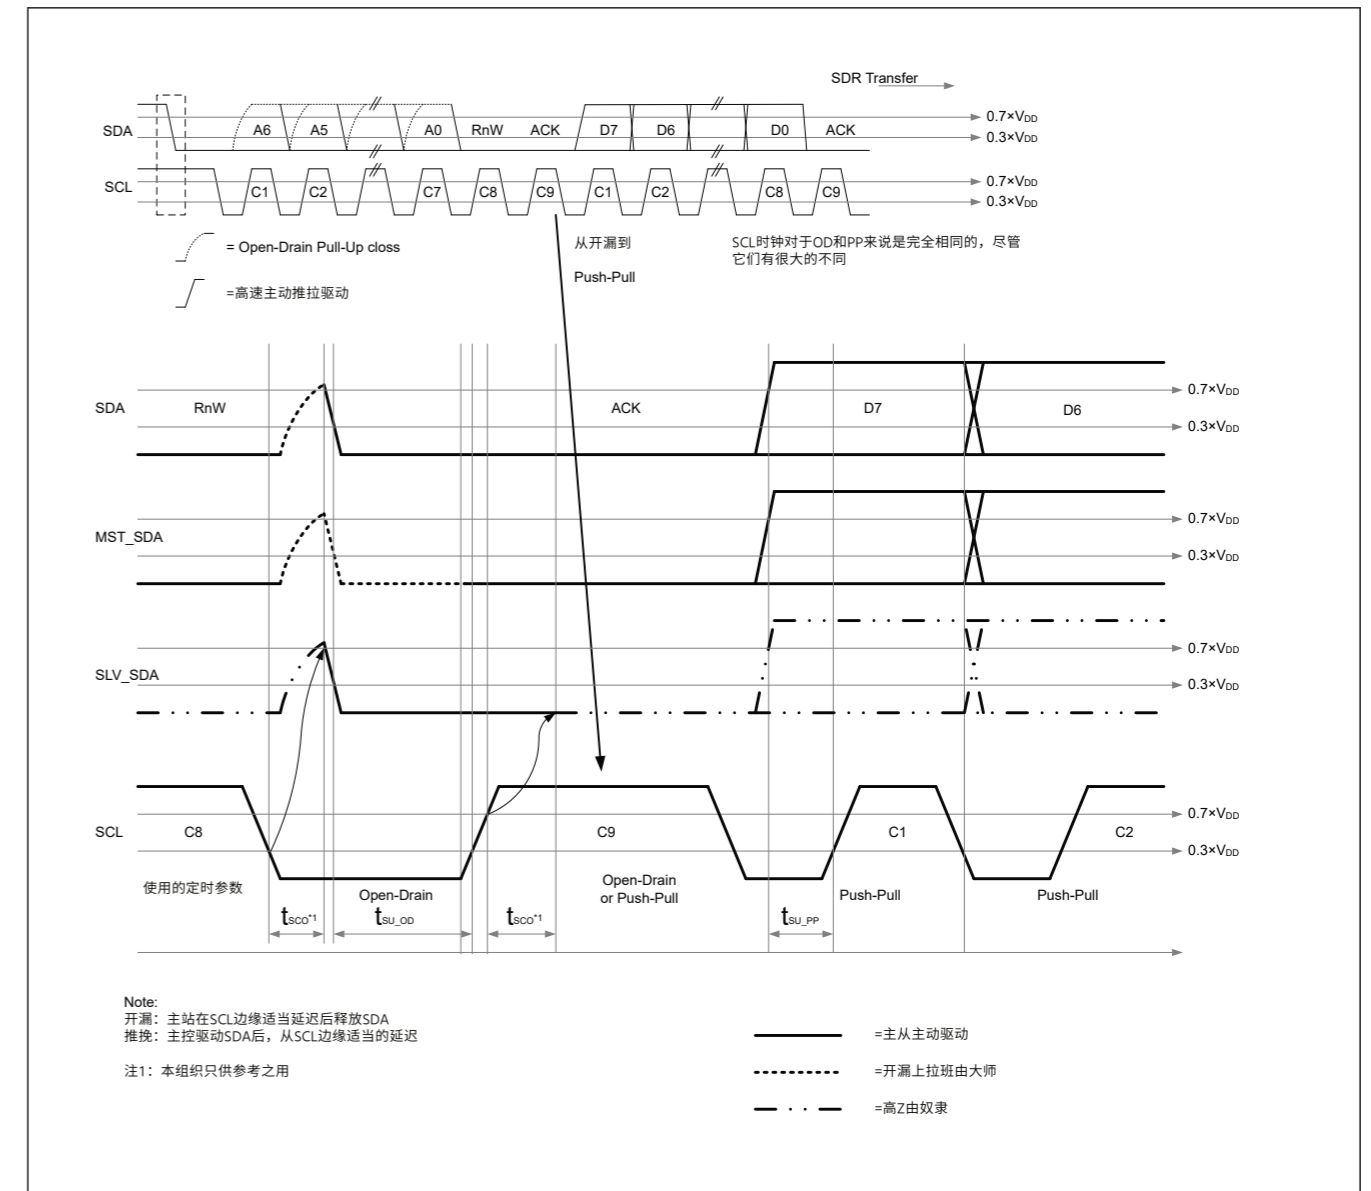 SDR Transfer
SDA
A6
A5
A0
RnW
ACK
D7
D6
D0
ACK
0.7×VDD
0.3×VDD
SCL
C1
C2
C7
C8
C9
C1
C2
C8
C9
0.7×VDD
0.3×VDD
= Open-Drain Pull-Up closs
=高速主动推拉驱动
从开漏到
Push-Pull
SCL时钟对于OD和PP来说是完全相同的，尽管
它们有很大的不同
SDA
RnW
ACK
D7
D6
0.7×VDD
0.3×VDD
MST_SDA
0.7×VDD
0.3×VDD
SLV_SDA
0.7×VDD
0.3×VDD
SCL
C8
C9
C1
C2
0.7×VDD
0.3×VDD
使用的定时参数
Open-Drain
Open-Drain
or Push-Pull
Push-Pull
Push-Pull
tSCO*1
tSU_OD
tSCO*1
tSU_PP
Note:
开漏：主站在SCL边缘适当延迟后释放SDA
推挽：主控驱动SDA后，从SCL边缘适当的延迟
注1：本组织只供参考之用
=主从主动驱动
=开漏上拉班由大师
=高Z由奴隶